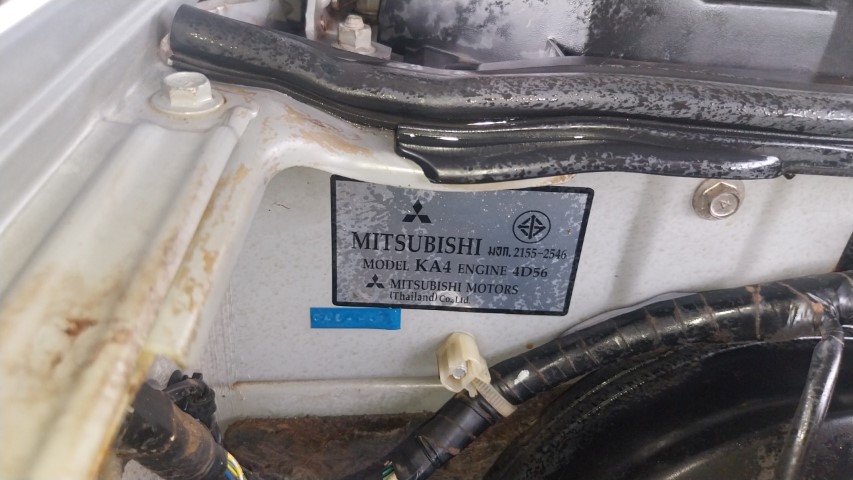 MITSUBISHI มอก. 2155-2546
MODEL KA4 ENGINE 4D56
MITSUBISHI MOTORS
(Thailand) Co., Ltd.